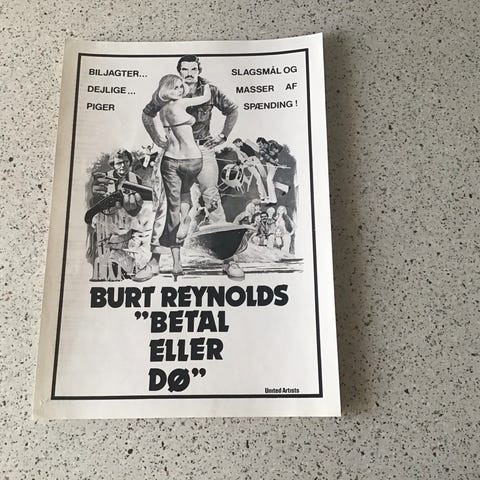 BILJAGTER...
DEJLIGE...
PIGER
SLAGSMÅL OG
MASSER AF
SPÆNDING!
BURT REYNOLDS
"BETAL
ELLER
DØ"
United Artists